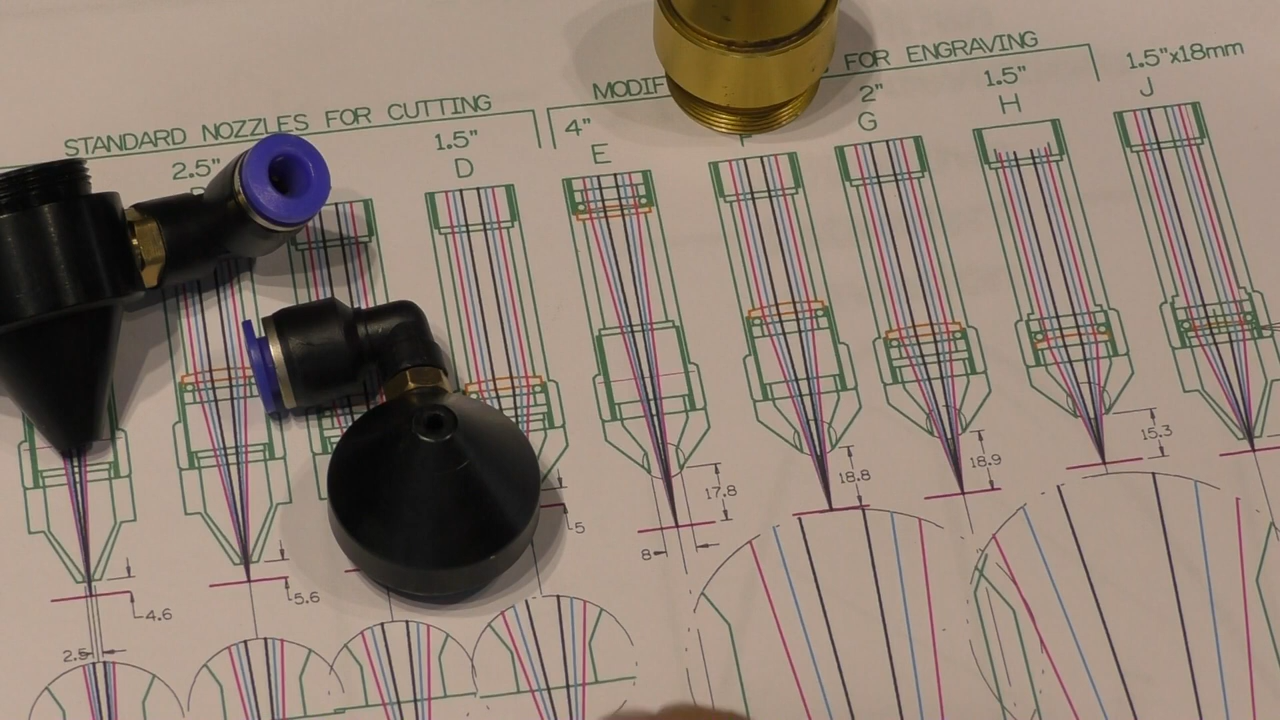 STANDARD NOZZLES FOR CUTTING
MODIF
FOR ENGRAVING
2.5"
1.5"
D
4"
E
2"
G
1.5"
H
1.5"x18mm
J
4.6
2.5
5.6
5
17.8
8
18.8
18.9
15.3